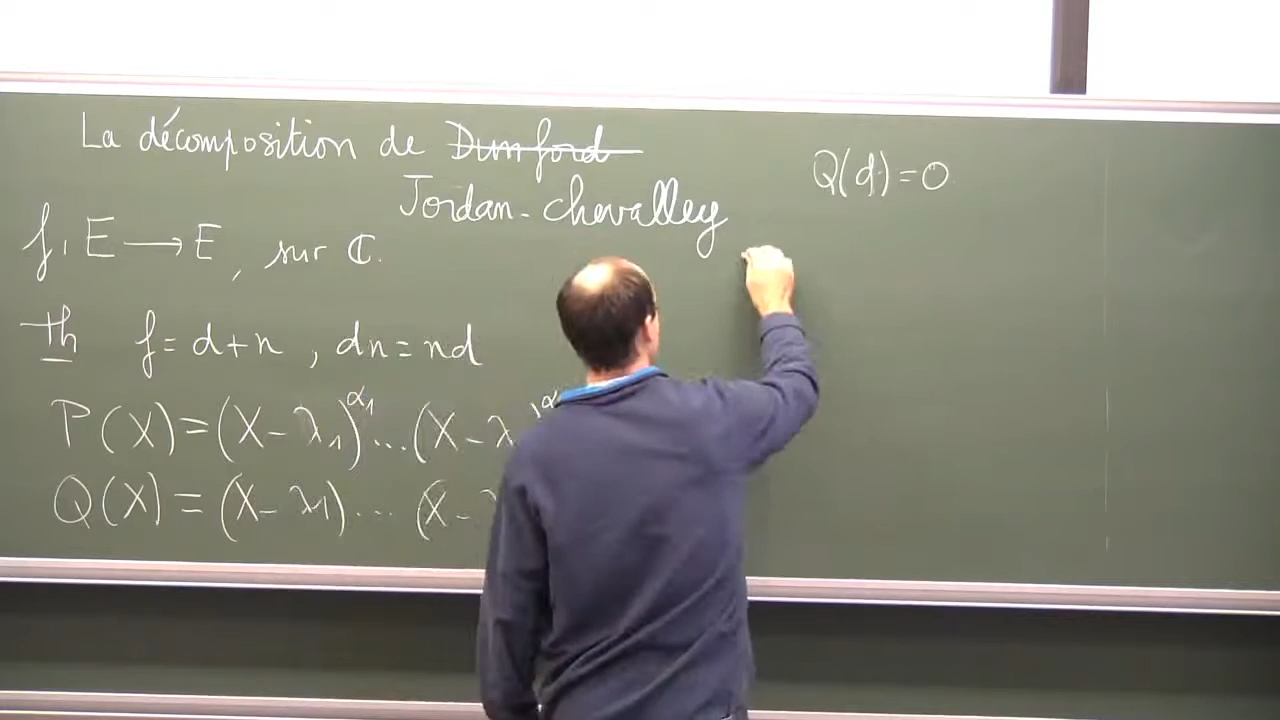 La décomposition de Dunford
Jordan-Chevalley
f: E → E, sur ℂ.
Th f = d+n, dn = nd
P(X) = (X-λ₁)^α₁ ... (X-λ )^α
Q(X) = (X-λ1) ... (X-
Q(d) = 0